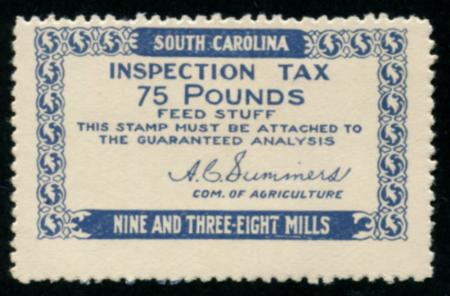 SOUTH CAROLINA
INSPECTION TAX
75 POUNDS
FEED STUFF
THIS STAMP MUST BE ATTACHED TO
THE GUARANTEED ANALYSIS
A.C. Summers
COM. OF AGRICULTURE
NINE AND THREE-EIGHT MILLS